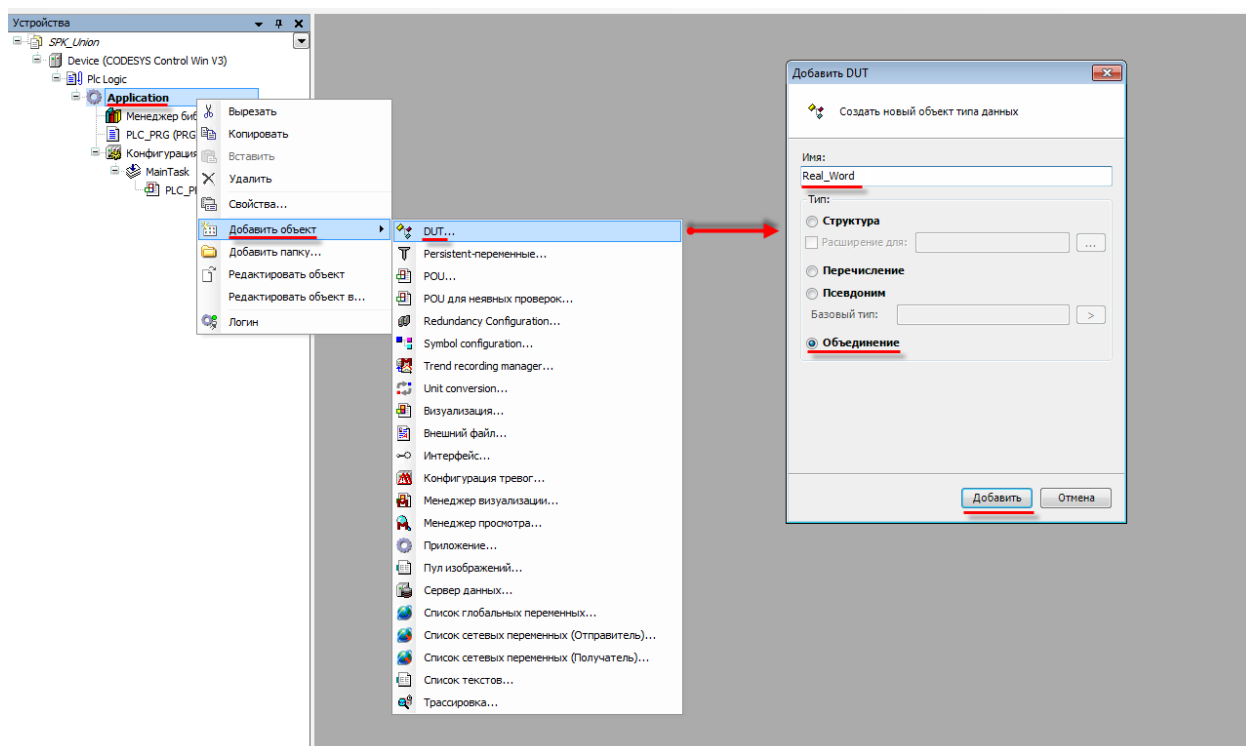 Устройства
SPK_Union
Device (CODESYS Control Win V3)
Plc Logic
Application
Менеджер биб
PLC_PRG (PRG
Конфигурация
MainTask
PLC_P
Вырезать
Копировать
Вставить
Удалить
Свойства...
Добавить объект
Добавить папку...
Редактировать объект
Редактировать объект в...
Логин
DUT...
Persistent-переменные...
POU...
POU для неявных проверок...
Redundancy Configuration...
Symbol configuration...
Trend recording manager...
Unit conversion...
Визуализация...
Внешний файл...
Интерфейс...
Конфигурация тревог...
Менеджер визуализации...
Менеджер просмотра...
Приложение...
Пул изображений...
Сервер данных...
Список глобальных переменных...
Список сетевых переменных (Отправитель)...
Список сетевых переменных (Получатель)...
Список текстов...
Трассировка...
Добавить DUT
Создать новый объект типа данных
Имя:
Real_Word
Тип:
Структура
Расширение для:
...
Перечисление
Псевдоним
Базовый тип:
>
Объединение
Добавить
Отмена